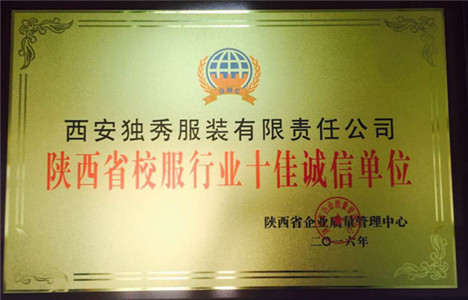 西安独秀服装有限责任公司
陕西省校服行业十佳诚信单位
陕西省企业质量管理中心
二〇一六年